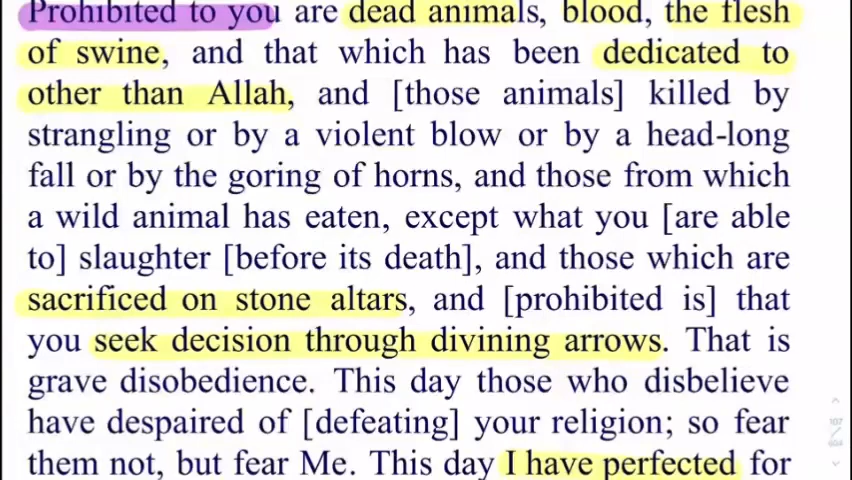 Prohibited to you are dead animals, blood, the flesh
of swine, and that which has been dedicated to
other than Allah, and [those animals] killed by
strangling or by a violent blow or by a head-long
fall or by the goring of horns, and those from which
a wild animal has eaten, except what you [are able
to] slaughter [before its death], and those which are
sacrificed on stone altars, and [prohibited is] that
you seek decision through divining arrows. That is
grave disobedience. This day those who disbelieve
have despaired of [defeating] your religion; so fear
them not, but fear Me. This day I have perfected for
107
604